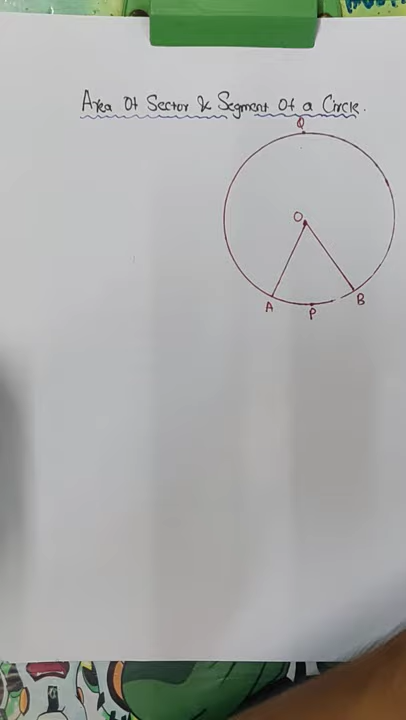 Area Of Sector & Segment Of a Circle.
Q
O
A
P
B